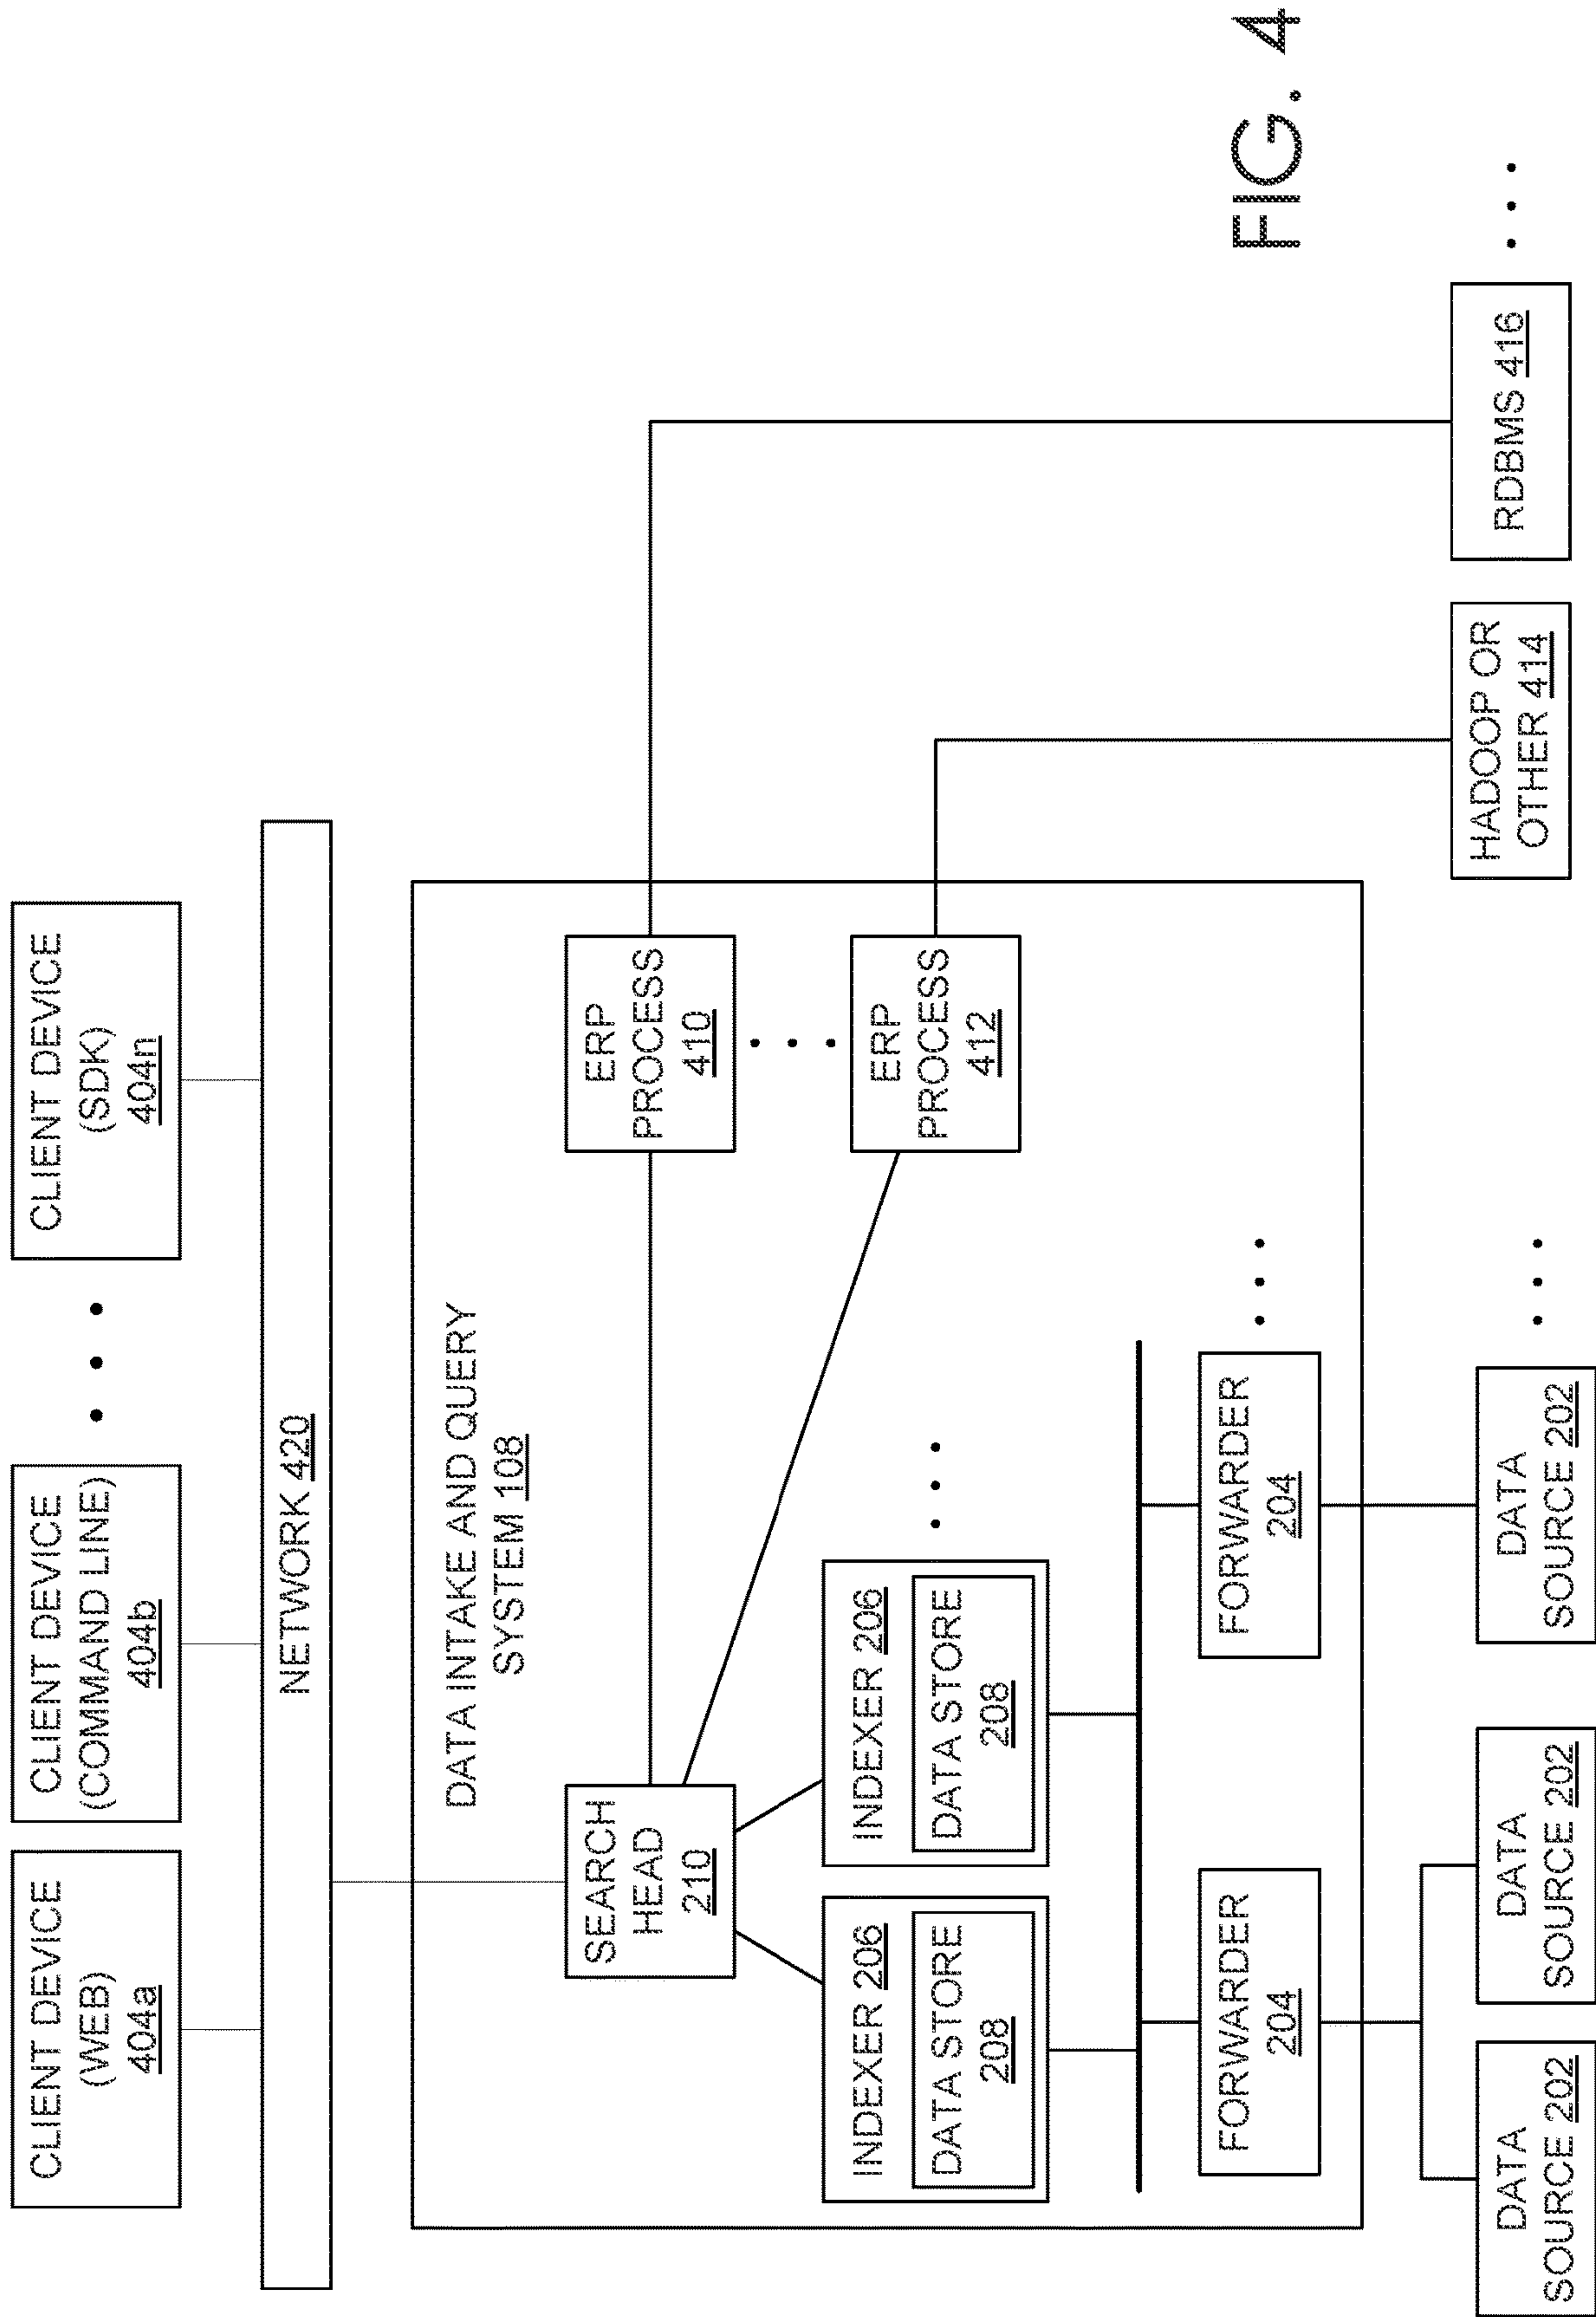 CLIENT DEVICE
(WEB)
404a
CLIENT DEVICE
(COMMAND LINE)
404b
CLIENT DEVICE
(SDK)
404n
NETWORK 420
DATA INTAKE AND QUERY
SYSTEM 108
SEARCH
HEAD
210
ERP
PROCESS
410
INDEXER 206
DATA STORE
208
INDEXER 206
DATA STORE
208
ERP
PROCESS
412
FORWARDER
204
FORWARDER
204
DATA
SOURCE 202
DATA
SOURCE 202
DATA
SOURCE 202
HADOOP OR
OTHER 414
RDBMS 416
FIG. 4